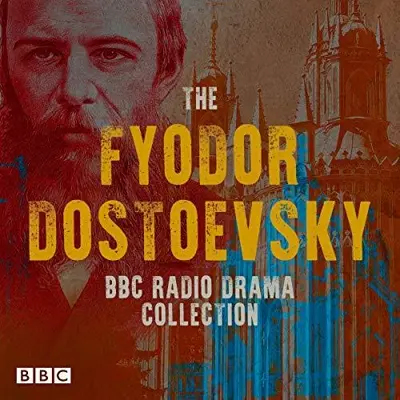 THE
FYODOR
DOSTOEVSKY
BBC RADIO DRAMA
COLLECTION
BBC